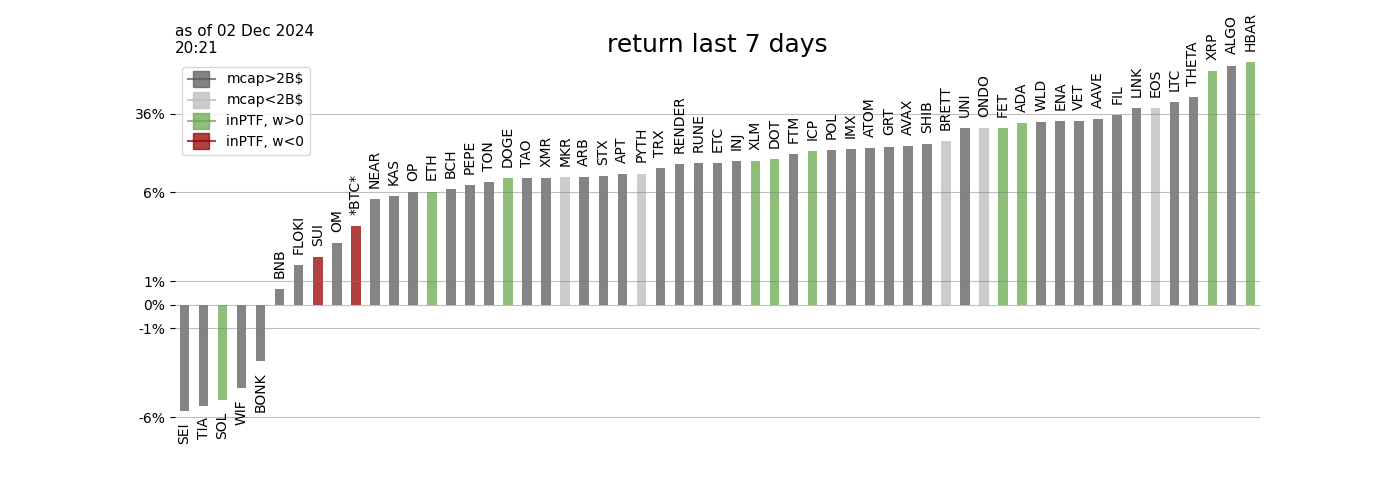 as of 02 Dec 2024
20:21
return last 7 days
mcap>2B$
mcap<2B$
inPTF, w>0
inPTF, w<0
36%
6%
1%
0%
-1%
-6%
SEI
TIA
SOL
WIF
BONK
BNB
FLOKI
SUI
OM
*BTC*
NEAR
KAS
OP
ETH
BCH
PEPE
TON
DOGE
TAO
XMR
MKR
ARB
STX
APT
PYTH
TRX
RENDER
RUNE
ETC
INJ
XLM
DOT
FTM
ICP
POL
IMX
ATOM
GRT
AVAX
SHIB
BRETT
UNI
ONDO
FET
ADA
WLD
ENA
VET
AAVE
FIL
LINK
EOS
LTC
THETA
XRP
ALGO
HBAR